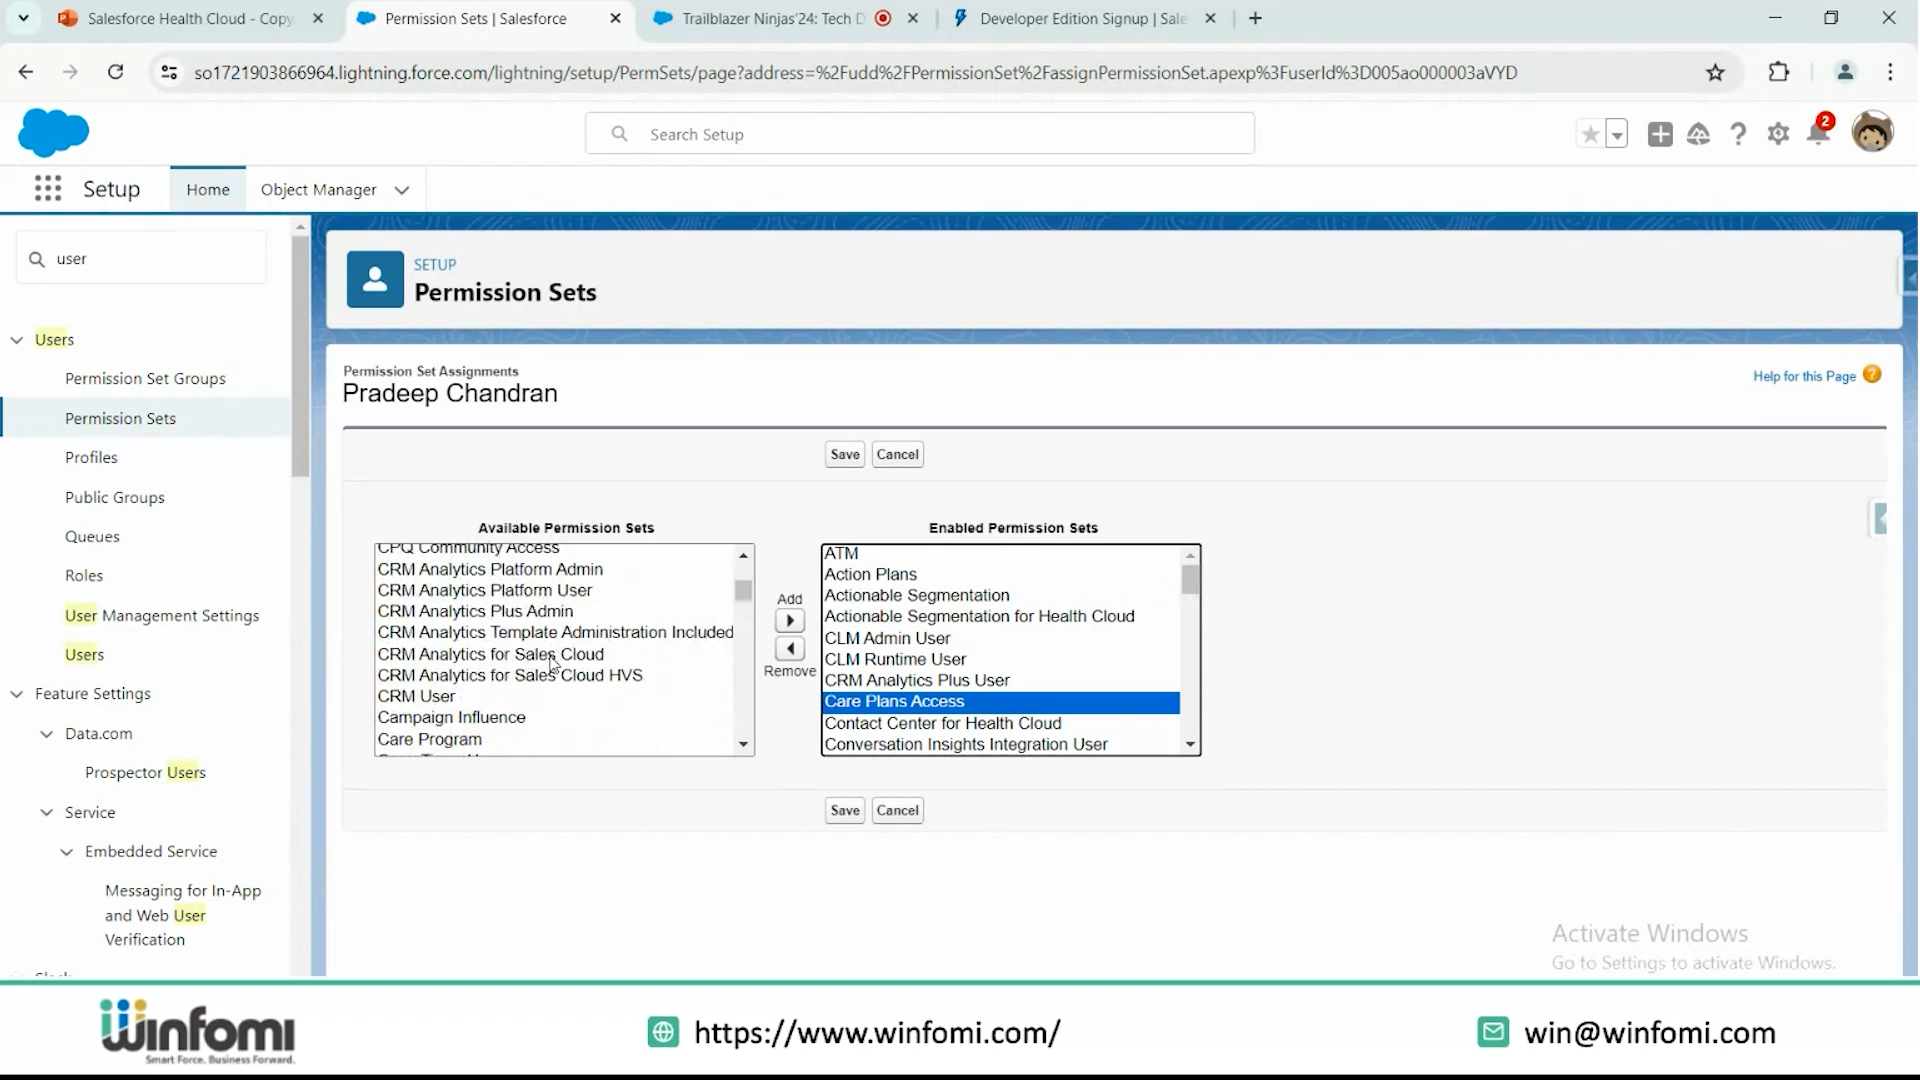 Salesforce Health Cloud - Copy
Permission Sets | Salesforce
Trailblazer Ninjas'24: Tech D
Developer Edition Signup | Sale
so1721903866964.lightning.force.com/lightning/setup/PermSets/page?address=%2Fudd%2FPermissionSet%2FassignPermissionSet.apexp%3FuserId%3D005ao000003aVYD
Search Setup
2
Setup
Home
Object Manager
user
Users
Permission Set Groups
Permission Sets
Profiles
Public Groups
Queues
Roles
User Management Settings
Users
Feature Settings
Data.com
Prospector Users
Service
Embedded Service
Messaging for In-App
and Web User
Verification
SETUP
Permission Sets
Permission Set Assignments
Pradeep Chandran
Help for this Page ?
Save Cancel
Available Permission Sets
CPQ Community Access
CRM Analytics Platform Admin
CRM Analytics Platform User
CRM Analytics Plus Admin
CRM Analytics Template Administration Included
CRM Analytics for Sales Cloud
CRM Analytics for Sales Cloud HVS
CRM User
Campaign Influence
Care Program
Add
Remove
Enabled Permission Sets
ATM
Action Plans
Actionable Segmentation
Actionable Segmentation for Health Cloud
CLM Admin User
CLM Runtime User
CRM Analytics Plus User
Care Plans Access
Contact Center for Health Cloud
Conversation Insights Integration User
Save Cancel
Activate Windows
Go to Settings to activate Windows.
Winfomi
Smart Force. Business Forward.
https://www.winfomi.com/
win@winfomi.com